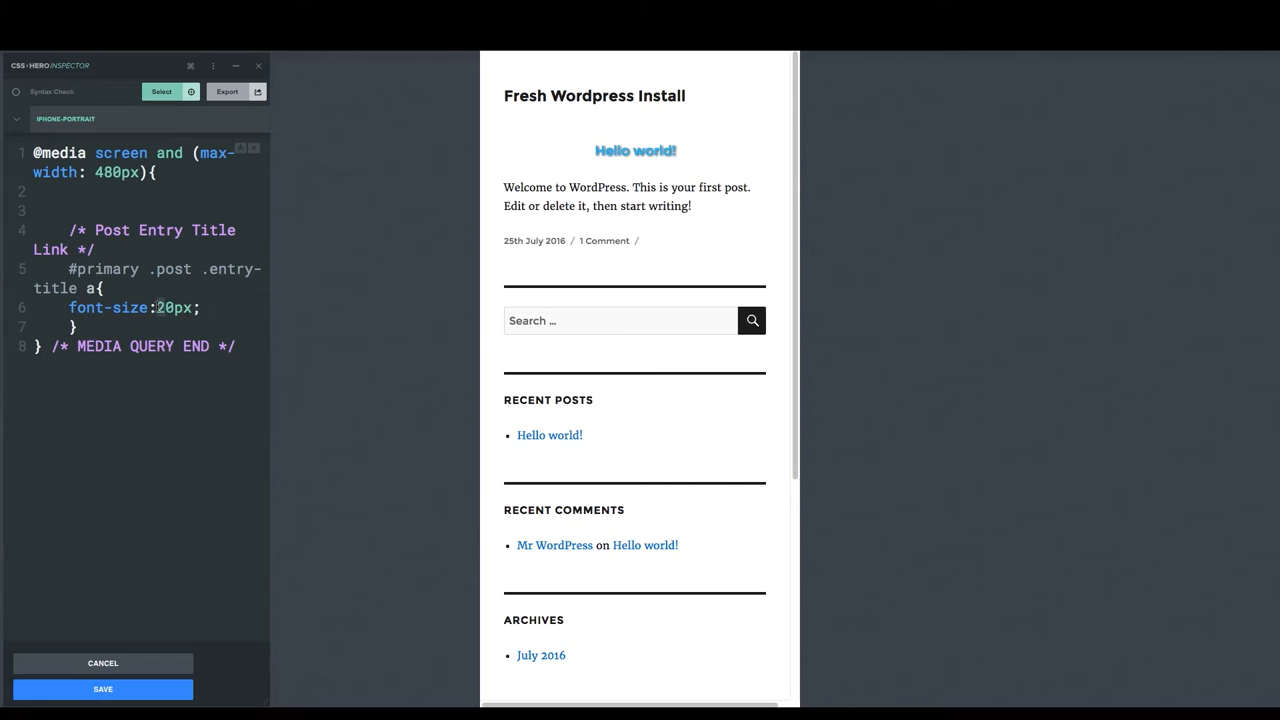 CSS HERO INSPECTOR
Syntax Check
Select
Export
IPHONE-PORTRAIT
1 @media screen and (max-
width: 480px){
2
3
4 /* Post Entry Title
Link */
5 #primary .post .entry-
title a{
6 font-size:20px;
7 }
8 } /* MEDIA QUERY END */
CANCEL
SAVE
Fresh Wordpress Install
Hello world!
Welcome to WordPress. This is your first post.
Edit or delete it, then start writing!
25th July 2016 / 1 Comment /
Search ...
RECENT POSTS
• Hello world!
RECENT COMMENTS
• Mr WordPress on Hello world!
ARCHIVES
• July 2016